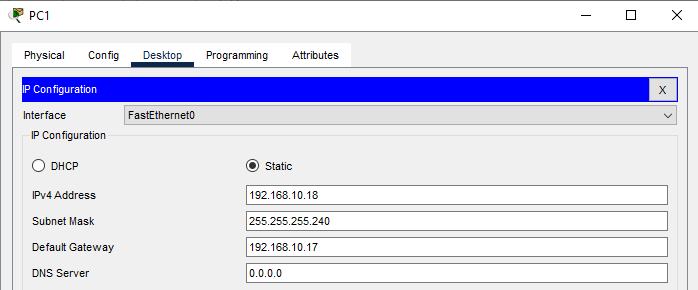 PC1
Physical Config Desktop Programming Attributes
IP Configuration X
Interface FastEthernet0
IP Configuration
DHCP Static
IPv4 Address 192.168.10.18
Subnet Mask 255.255.255.240
Default Gateway 192.168.10.17
DNS Server 0.0.0.0